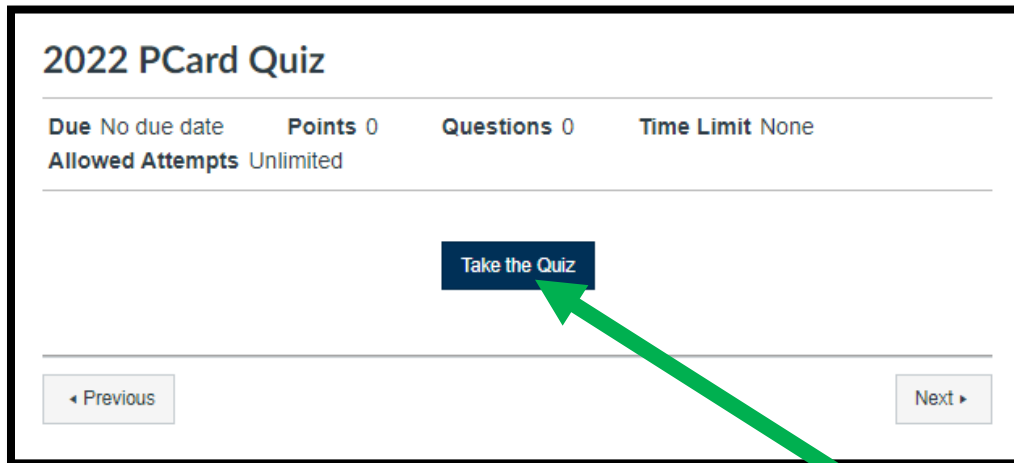 2022 PCard Quiz
Due No due date Points 0 Questions 0 Time Limit None
Allowed Attempts Unlimited
Take the Quiz
◂ Previous
Next ▸